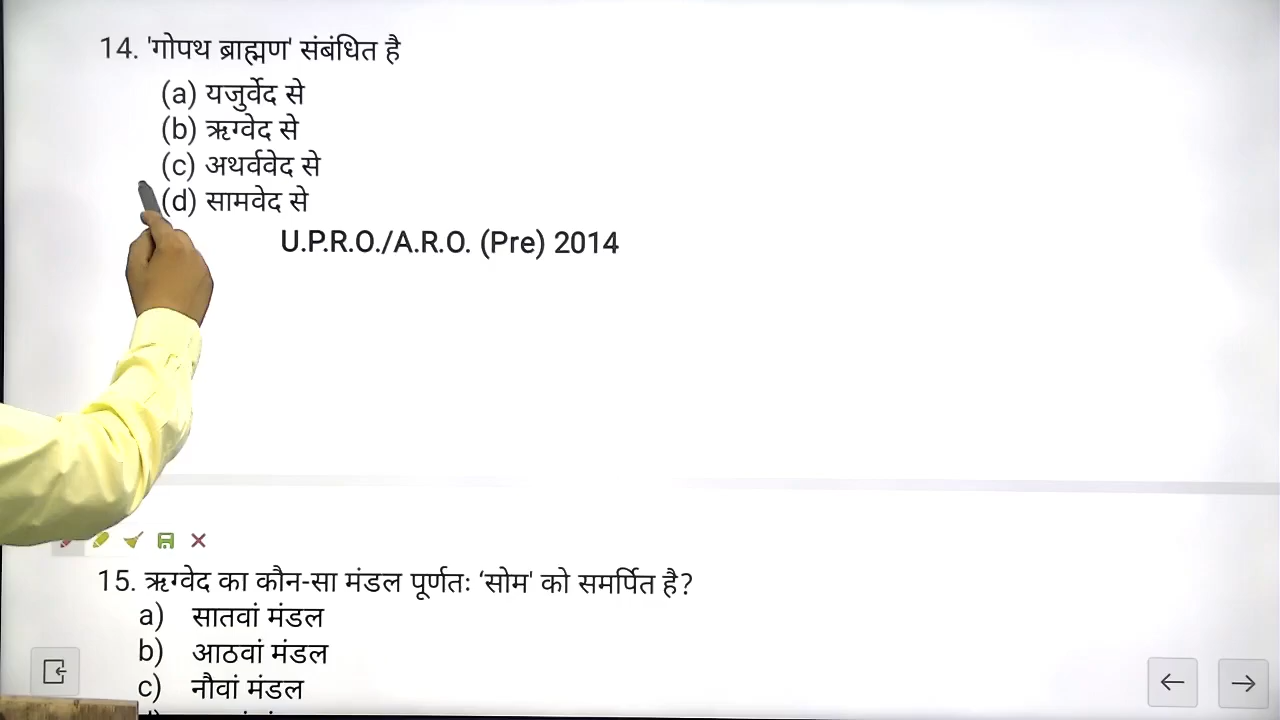 14. 'गोपथ ब्राह्मण' संबंधित है
(a) यजुर्वेद से
(b) ऋग्वेद से
(c) अथर्ववेद से
(d) सामवेद से
U.P.R.O./A.R.O. (Pre) 2014
15. ऋग्वेद का कौन-सा मंडल पूर्णतः ‘सोम' को समर्पित है?
a) सातवां मंडल
b) आठवां मंडल
c) नौवां मंडल